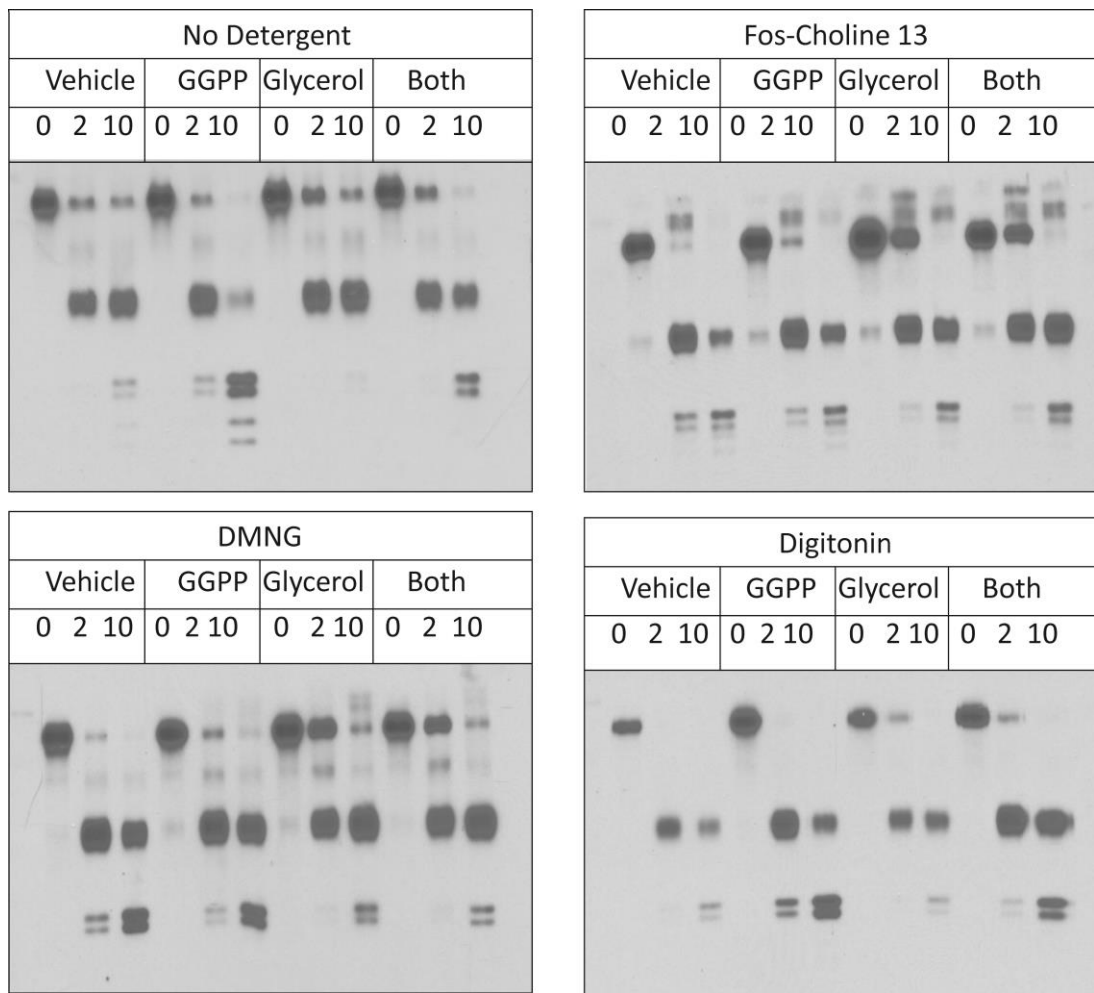 No Detergent
Vehicle GGPP Glycerol Both
0 2 10 0 2 10 0 2 10 0 2 10
Fos-Choline 13
Vehicle GGPP Glycerol Both
0 2 10 0 2 10 0 2 10 0 2 10
DMNG
Vehicle GGPP Glycerol Both
0 2 10 0 2 10 0 2 10 0 2 10
Digitonin
Vehicle GGPP Glycerol Both
0 2 10 0 2 10 0 2 10 0 2 10